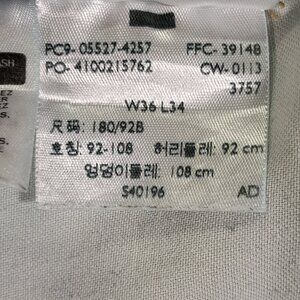 PC9- 05527-4257 FFC- 39148
PO- 4100215762 CW- 0113
3757
W36 L34
尺码: 180/92B
호칭: 92-108 허리둘레: 92 cm
엉덩이둘레: 108 cm
S40196 AD